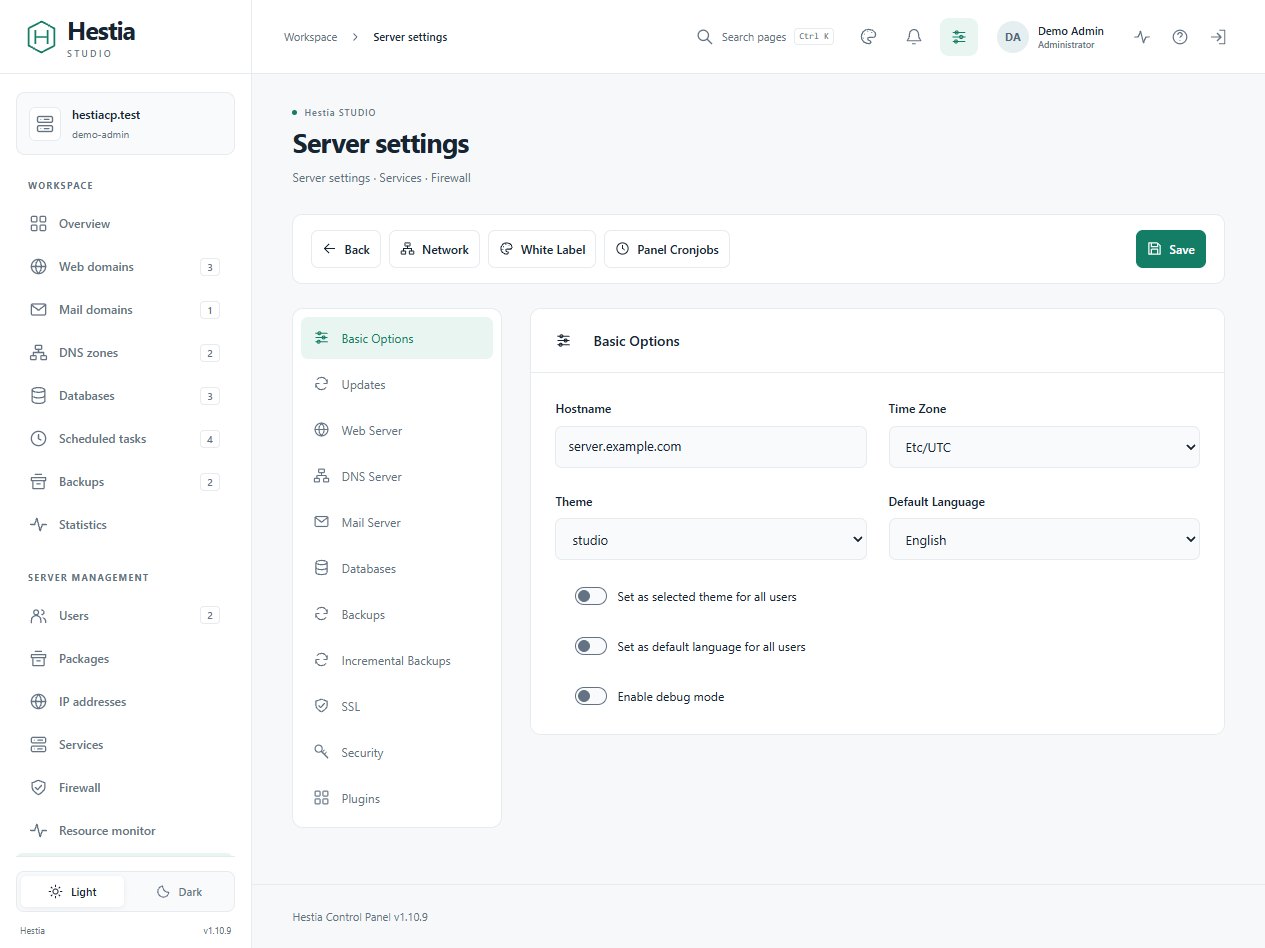 Hestia
STUDIO
Workspace > Server settings
Search pages Ctrl K
DA
Demo Admin
Administrator
hestiacp.test
demo-admin
WORKSPACE
Overview
Web domains 3
Mail domains 1
DNS zones 2
Databases 3
Scheduled tasks 4
Backups 2
Statistics
SERVER MANAGEMENT
Users 2
Packages
IP addresses
Services
Firewall
Resource monitor
Light Dark
Hestia v1.10.9
Hestia STUDIO
Server settings
Server settings · Services · Firewall
Back Network White Label Panel Cronjobs Save
Basic Options
Updates
Web Server
DNS Server
Mail Server
Databases
Backups
Incremental Backups
SSL
Security
Plugins
Basic Options
Hostname Time Zone
server.example.com Etc/UTC
Theme Default Language
studio English
Set as selected theme for all users
Set as default language for all users
Enable debug mode
Hestia Control Panel v1.10.9